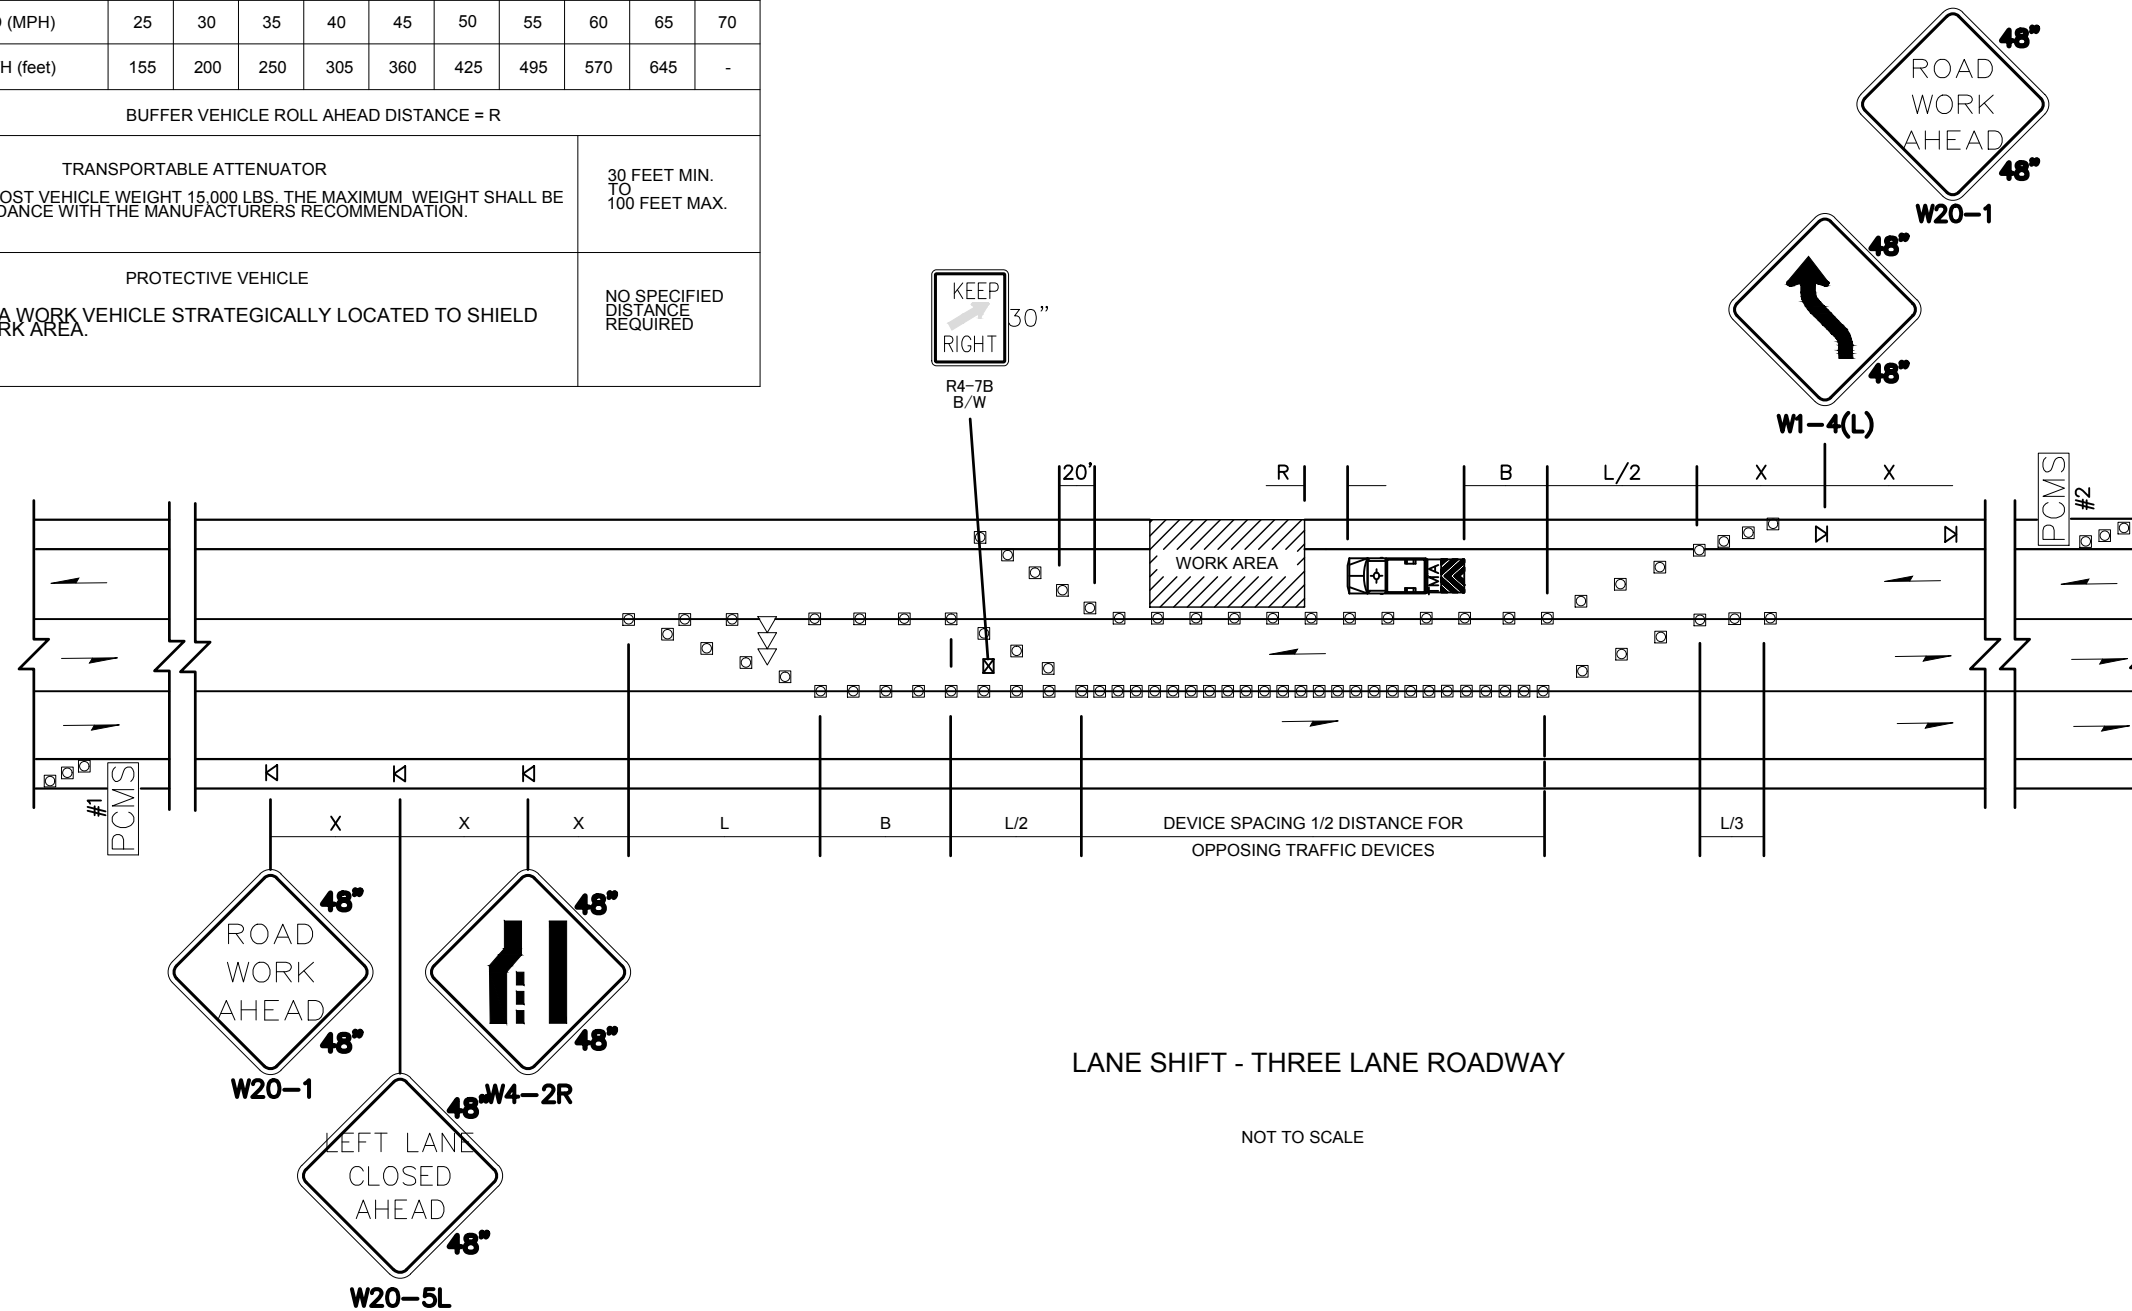 (MPH) 25 30 35 40 45 50 55 60 65 70
H (feet) 155 200 250 305 360 425 495 570 645 -
BUFFER VEHICLE ROLL AHEAD DISTANCE = R
TRANSPORTABLE ATTENUATOR
OST VEHICLE WEIGHT 15,000 LBS. THE MAXIMUM WEIGHT SHALL BE
DANCE WITH THE MANUFACTURERS RECOMMENDATION.
30 FEET MIN.
TO
100 FEET MAX.
PROTECTIVE VEHICLE
A WORK VEHICLE STRATEGICALLY LOCATED TO SHIELD
RK AREA.
NO SPECIFIED
DISTANCE
REQUIRED
ROAD
WORK
AHEAD
48"
48"
W20-1
48"
48"
W1-4(L)
KEEP
RIGHT
30"
R4-7B
B/W
20'
R
B
L/2
X
X
PCMS
#2
WORK AREA
TMA
#1
PCMS
X
X
X
L
B
L/2
DEVICE SPACING 1/2 DISTANCE FOR
OPPOSING TRAFFIC DEVICES
L/3
ROAD
WORK
AHEAD
48"
48"
W20-1
48"
48"
W4-2R
LEFT LANE
CLOSED
AHEAD
48"
48"
W20-5L
LANE SHIFT - THREE LANE ROADWAY
NOT TO SCALE